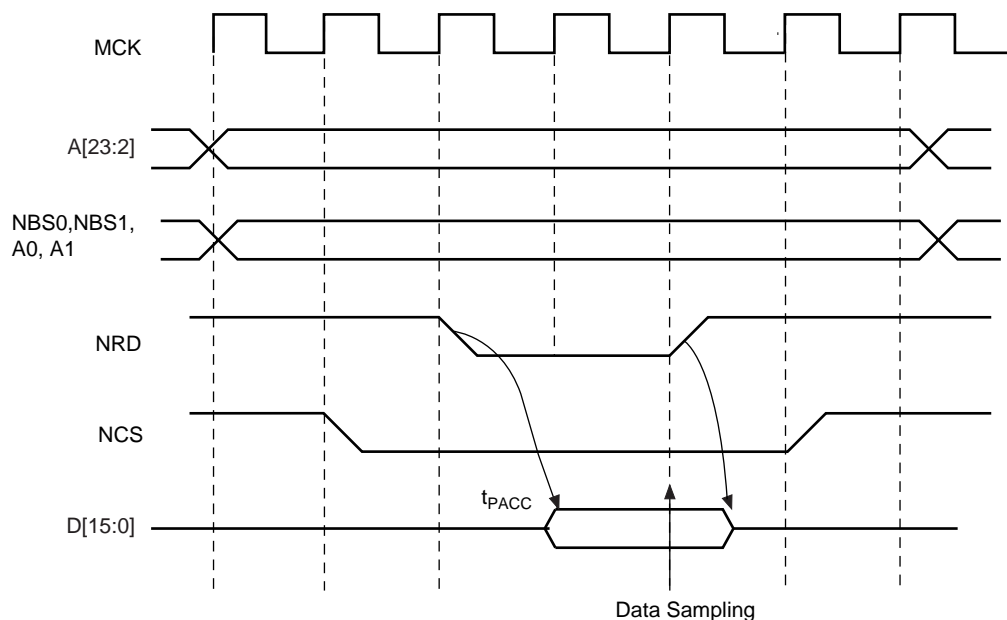 MCK
A[23:2]
NBS0,NBS1,
A0, A1
NRD
NCS
tPACC
D[15:0]
Data Sampling